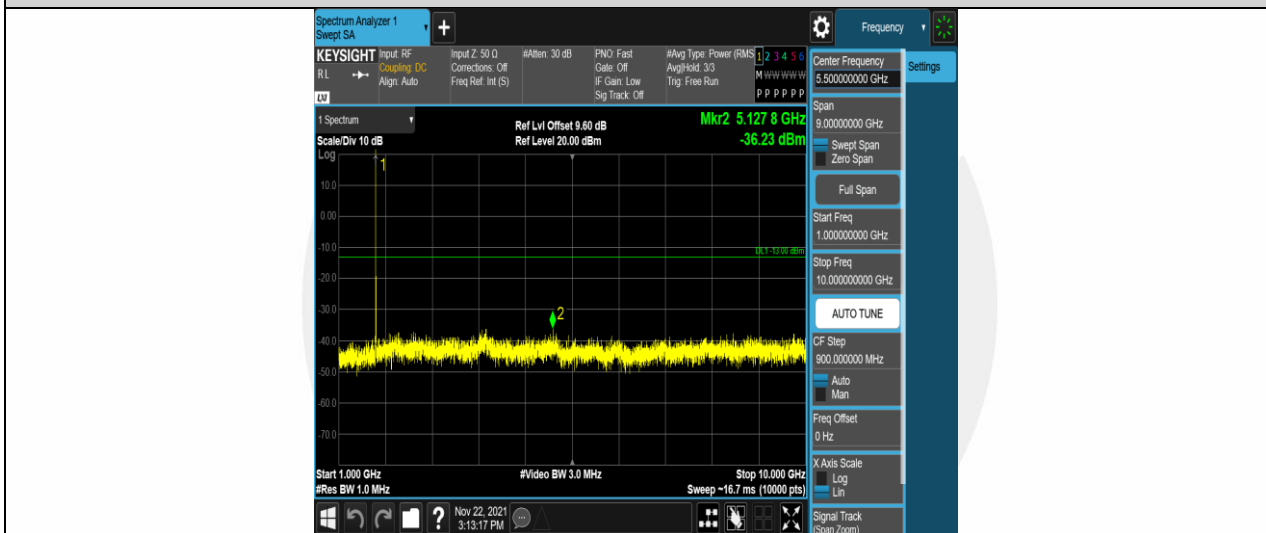 Spectrum Analyzer 1
Swept SA
+
Frequency
KEYSIGHT
RL
LXI
Input: RF
Coupling: DC
Align: Auto
Input Z: 50 Ω
Corrections: Off
Freq Ref: Int (S)
#Atten: 30 dB
PNO: Fast
Gate: Off
IF Gain: Low
Sig Track: Off
#Avg Type: Power (RMS
Avg|Hold: 3/3
Trig: Free Run
1 2 3 4 5 6
M W W W W W
P P P P P P
1 Spectrum
Scale/Div 10 dB
Log
Ref Lvl Offset 9.60 dB
Ref Level 20.00 dBm
Mkr2 5.127 8 GHz
-36.23 dBm
1
10.0
0.00
-10.0
DL1 -13.00 dBm
-20.0
-30.0
2
-40.0
-50.0
-60.0
-70.0
Start 1.000 GHz
#Res BW 1.0 MHz
#Video BW 3.0 MHz
Stop 10.000 GHz
Sweep ~16.7 ms (10000 pts)
?
Nov 22, 2021
3:13:17 PM
Center Frequency
5.500000000 GHz
Settings
Span
9.00000000 GHz
Swept Span
Zero Span
Full Span
Start Freq
1.000000000 GHz
Stop Freq
10.000000000 GHz
AUTO TUNE
CF Step
900.000000 MHz
Auto
Man
Freq Offset
0 Hz
X Axis Scale
Log
Lin
Signal Track
(Span Zoom)